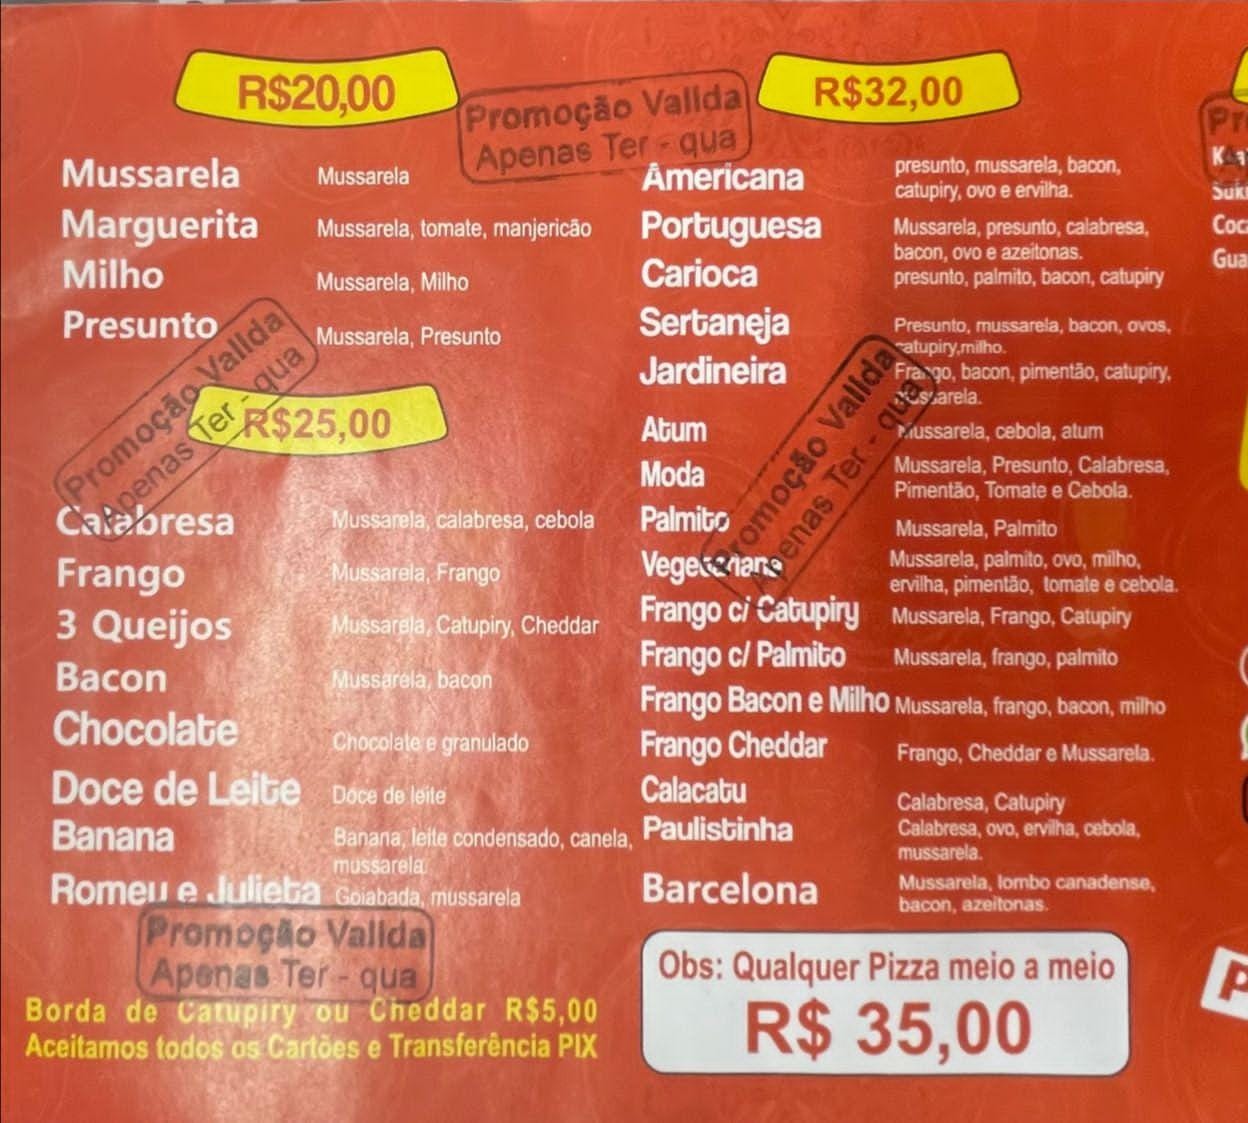 R$20,00
Promoção Vallda
Apenas Ter - qua
Mussarela Mussarela
Marguerita Mussarela, tomate, manjericão
Milho Mussarela, Milho
Presunto Mussarela, Presunto
Promoção Vallda
Apenas Ter - qua
R$25,00
Calabresa Mussarela, calabresa, cebola
Frango Mussarela, Frango
3 Queijos Mussarela, Catupiry, Cheddar
Bacon Mussarela, bacon
Chocolate Chocolate e granulado
Doce de Leite Doce de leite
Banana Banana, leite condensado, canela,
mussarela.
Romeu e Julieta Goiabada, mussarela
Promoção Vallda
Apenas Ter - qua
Borda de Catupiry ou Cheddar R$5,00
Aceitamos todos os Cartões e Transferência PIX
R$32,00
Americana presunto, mussarela, bacon,
catupiry, ovo e ervilha.
Portuguesa Mussarela, presunto, calabresa,
bacon, ovo e azeitonas.
Carioca presunto, palmito, bacon, catupiry
Sertaneja Presunto, mussarela, bacon, ovos,
catupiry,milho.
Jardineira Frango, bacon, pimentão, catupiry,
mussarela.
Promoção Vallda
Apenas Ter - qua
Atum Mussarela, cebola, atum
Moda Mussarela, Presunto, Calabresa,
Pimentão, Tomate e Cebola.
Palmito Mussarela, Palmito
Vegetariana Mussarela, palmito, ovo, milho,
ervilha, pimentão, tomate e cebola.
Frango c/ Catupiry Mussarela, Frango, Catupiry
Frango c/ Palmito Mussarela, frango, palmito
Frango Bacon e Milho Mussarela, frango, bacon, milho
Frango Cheddar Frango, Cheddar e Mussarela.
Calacatu Calabresa, Catupiry
Paulistinha Calabresa, ovo, ervilha, cebola,
mussarela.
Barcelona Mussarela, lombo canadense,
bacon, azeitonas.
Obs: Qualquer Pizza meio a meio
R$ 35,00
Pr
Suk
Coc
Gua
P